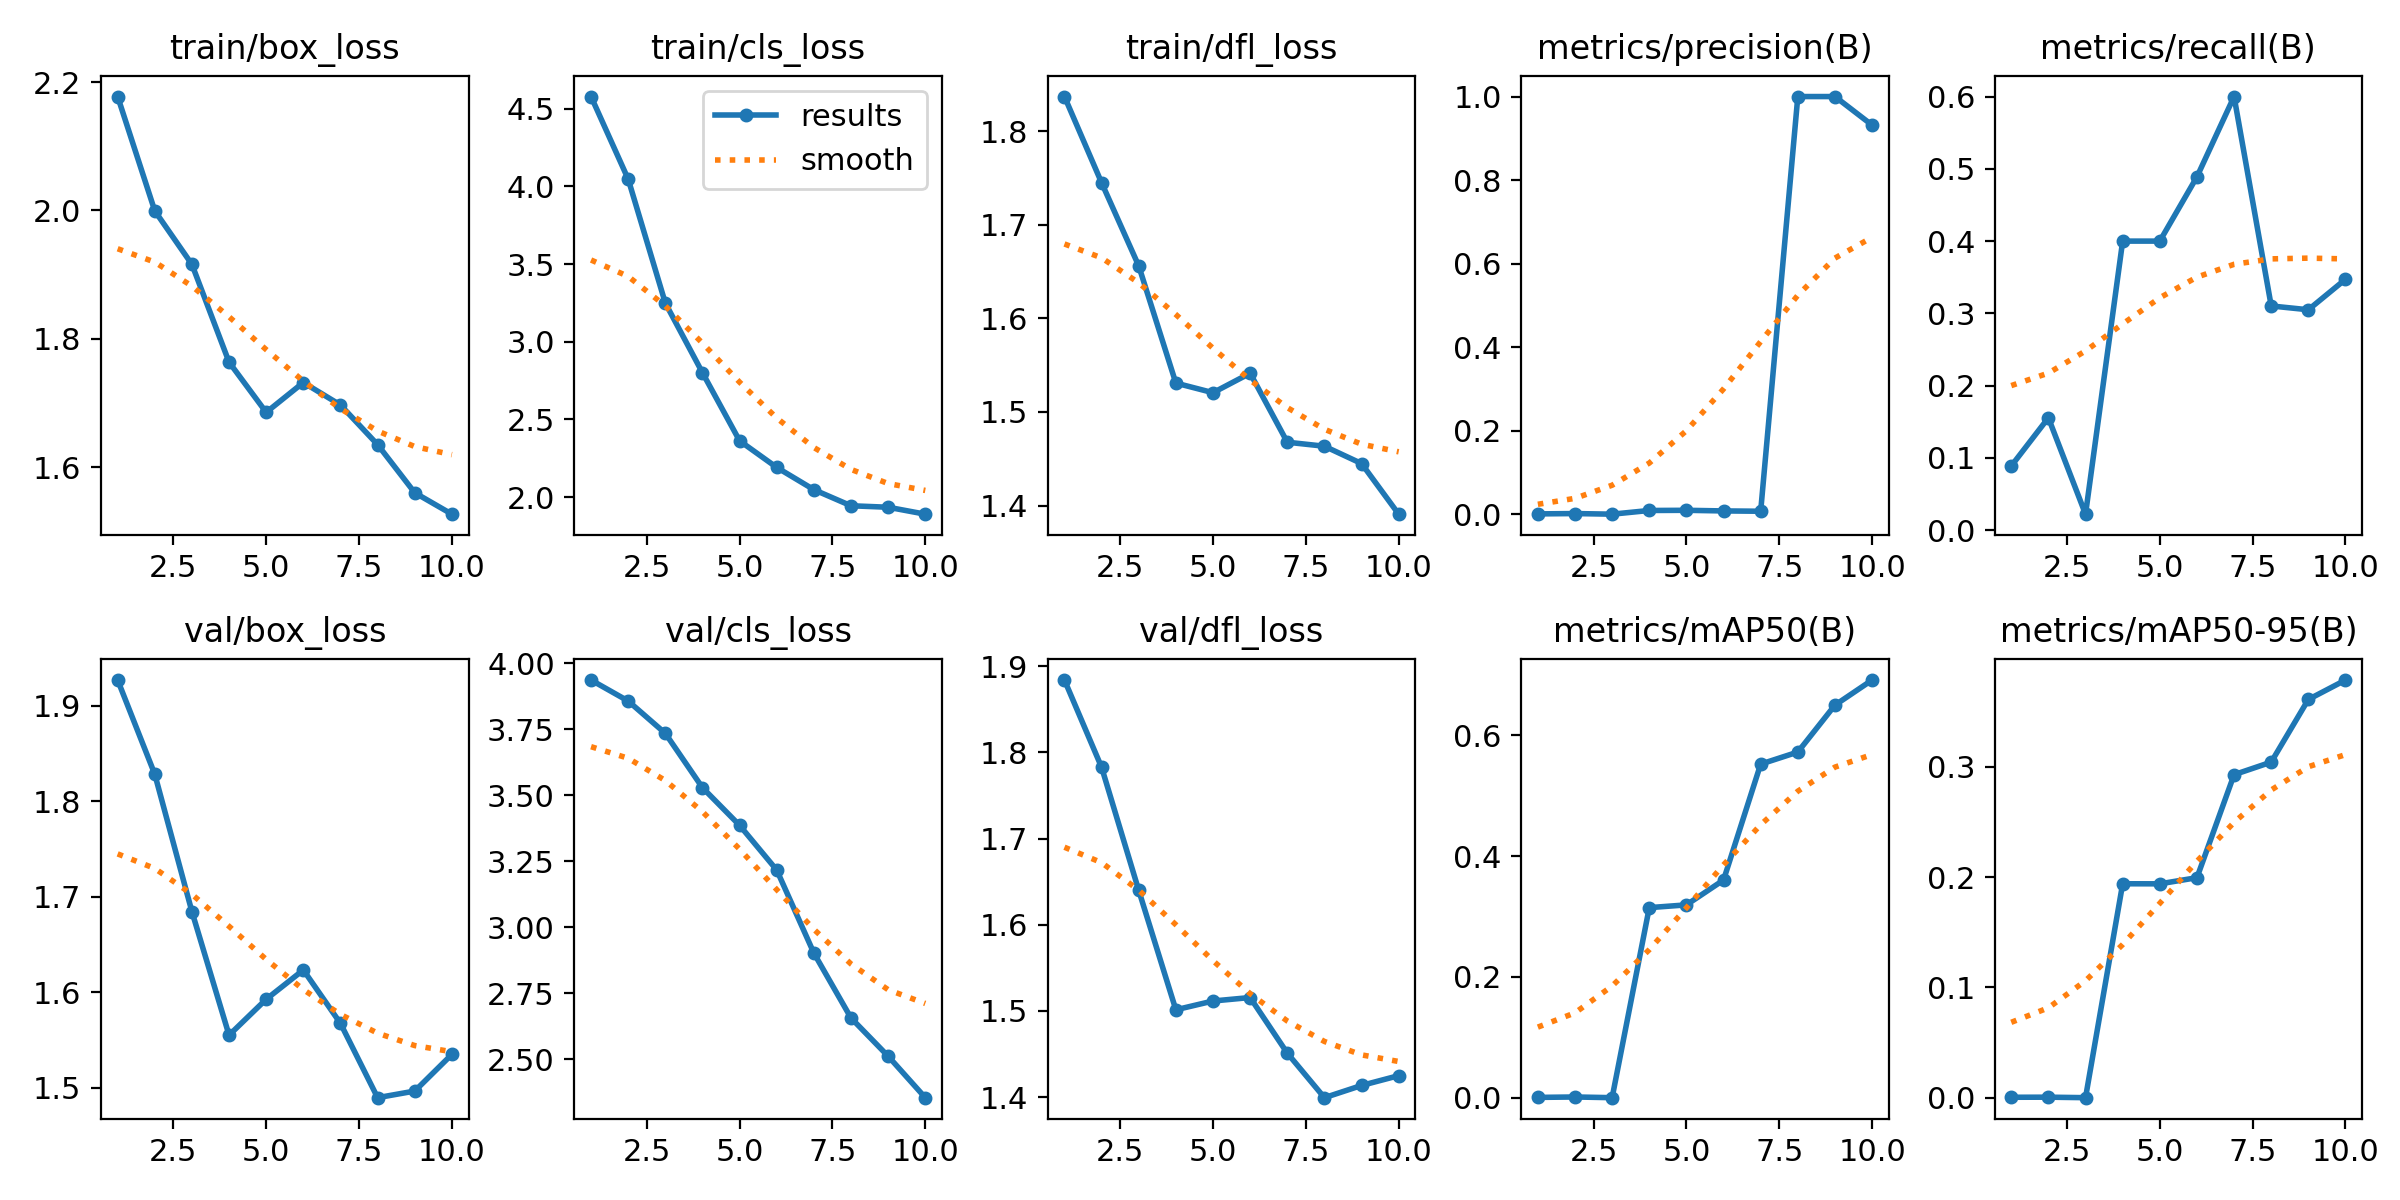 train/box_loss
train/cls_loss
train/dfl_loss
metrics/precision(B)
metrics/recall(B)
2.2
2.0
1.8
1.6
2.5 5.0 7.5 10.0
4.5
4.0
3.5
3.0
2.5
2.0
results
smooth
2.5 5.0 7.5 10.0
1.8
1.7
1.6
1.5
1.4
2.5 5.0 7.5 10.0
1.0
0.8
0.6
0.4
0.2
0.0
2.5 5.0 7.5 10.0
0.6
0.5
0.4
0.3
0.2
0.1
0.0
2.5 5.0 7.5 10.0
val/box_loss
val/cls_loss
val/dfl_loss
metrics/mAP50(B)
metrics/mAP50-95(B)
1.9
1.8
1.7
1.6
1.5
2.5 5.0 7.5 10.0
4.00
3.75
3.50
3.25
3.00
2.75
2.50
2.5 5.0 7.5 10.0
1.9
1.8
1.7
1.6
1.5
1.4
2.5 5.0 7.5 10.0
0.6
0.4
0.2
0.0
2.5 5.0 7.5 10.0
0.3
0.2
0.1
0.0
2.5 5.0 7.5 10.0